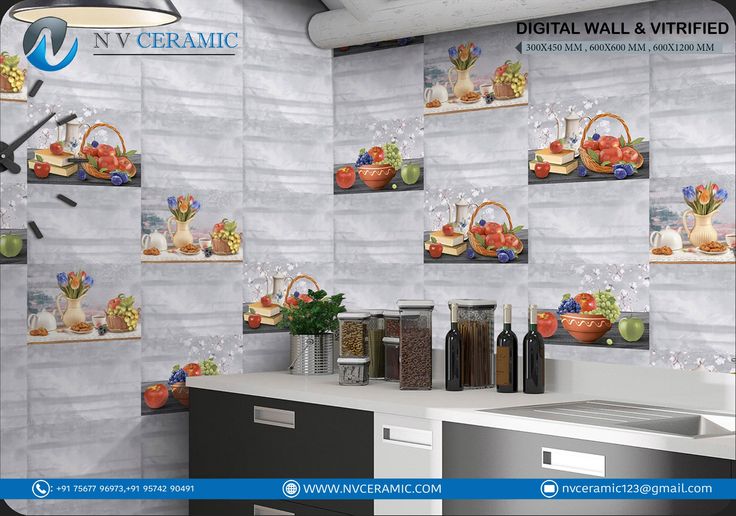 N V CERAMIC
DIGITAL WALL & VITRIFIED
300X450 MM , 600X600 MM , 600X1200 MM
: +91 75677 96973,+91 95742 90491
WWW.NVCERAMIC.COM
nvceramic123@gmail.com